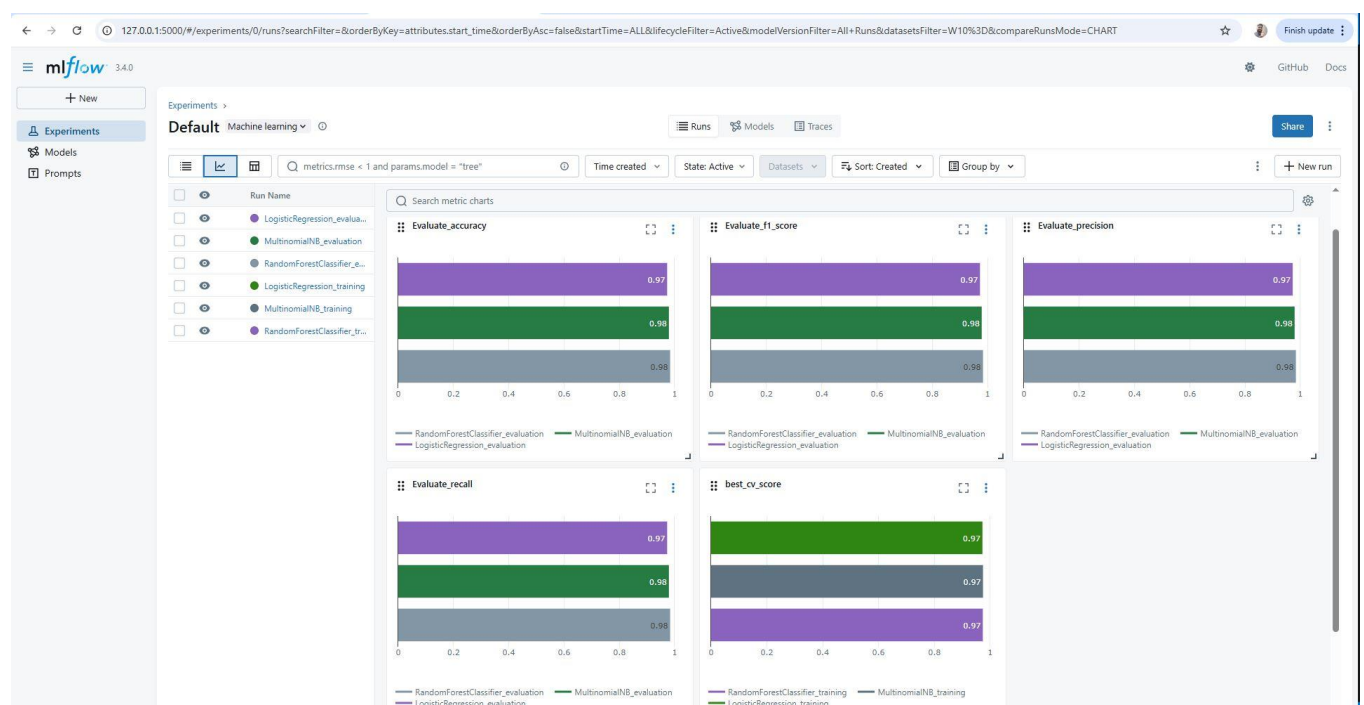 127.0.0.1:5000/#/experiments/0/runs?searchFilter=&orderByKey=attributes.start_time&orderByAsc=false&startTime=ALL&lifecycleFilter=Active&modelVersionFilter=All+Runs&datasetsFilter=W10%3D&compareRunsMode=CHART
Finish update
mlflow 3.4.0
GitHub Docs
+ New
Experiments
Models
Prompts
Experiments >
Default Machine learning
Runs Models Traces
Share
metrics.rmse < 1 and params.model = "tree"
Time created
State: Active
Datasets
Sort: Created
Group by
+ New run
Run Name
LogisticRegression_evalua...
MultinomialNB_evaluation
RandomForestClassifier_e...
LogisticRegression_training
MultinomialNB_training
RandomForestClassifier_tr...
Search metric charts
Evaluate_accuracy
0.97
0.98
0.98
0 0.2 0.4 0.6 0.8 1
RandomForestClassifier_evaluation MultinomialNB_evaluation
LogisticRegression_evaluation
Evaluate_f1_score
0.97
0.98
0.98
0 0.2 0.4 0.6 0.8 1
RandomForestClassifier_evaluation MultinomialNB_evaluation
LogisticRegression_evaluation
Evaluate_precision
0.97
0.98
0.98
0 0.2 0.4 0.6 0.8 1
RandomForestClassifier_evaluation MultinomialNB_evaluation
LogisticRegression_evaluation
Evaluate_recall
0.97
0.98
0.98
0 0.2 0.4 0.6 0.8 1
RandomForestClassifier_evaluation MultinomialNB_evaluation
LogisticRegression_evaluation
best_cv_score
0.97
0.97
0.97
0 0.2 0.4 0.6 0.8 1
RandomForestClassifier_training MultinomialNB_training
LogisticRegression_training